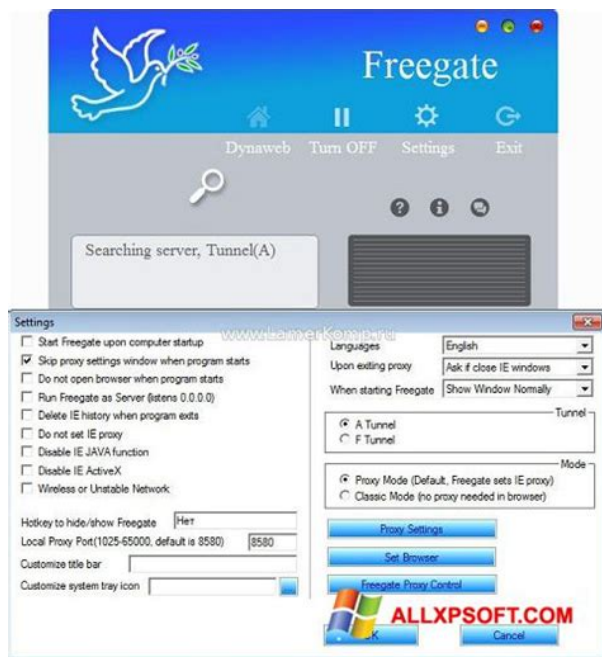 Freegate
Dynaweb Turn OFF Settings Exit
Searching server, Tunnel(A)
Settings
www.LamerKomp.ru
Start Freegate upon computer startup
Skip proxy settings window when program starts
Do not open browser when program starts
Run Freegate as Server (listens 0.0.0.0)
Delete IE history when program exits
Do not set IE proxy
Disable IE JAVA function
Disable IE ActiveX
Wireless or Unstable Network
Hotkey to hide/show Freegate Нет
Local Proxy Port(1025-65000, default is 8580) 8580
Customize title bar
Customize system tray icon
Languages English
Upon exiting proxy Ask if close IE windows
When starting Freegate Show Window Normally
Tunnel
A Tunnel
F Tunnel
Mode
Proxy Mode (Default, Freegate sets IE proxy)
Classic Mode (no proxy needed in browser)
Proxy Settings
Set Browser
Freegate Proxy Control
ALLXPSOFT.COM
Cancel